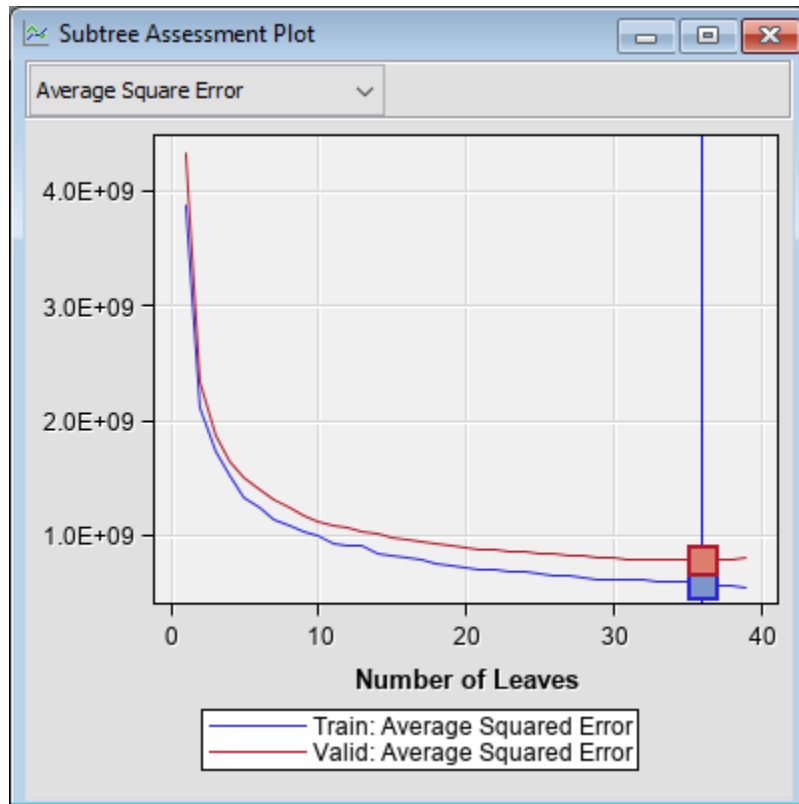 Subtree Assessment Plot
Average Square Error
4.0E+09
3.0E+09
2.0E+09
1.0E+09
0 10 20 30 40
Number of Leaves
Train: Average Squared Error
Valid: Average Squared Error